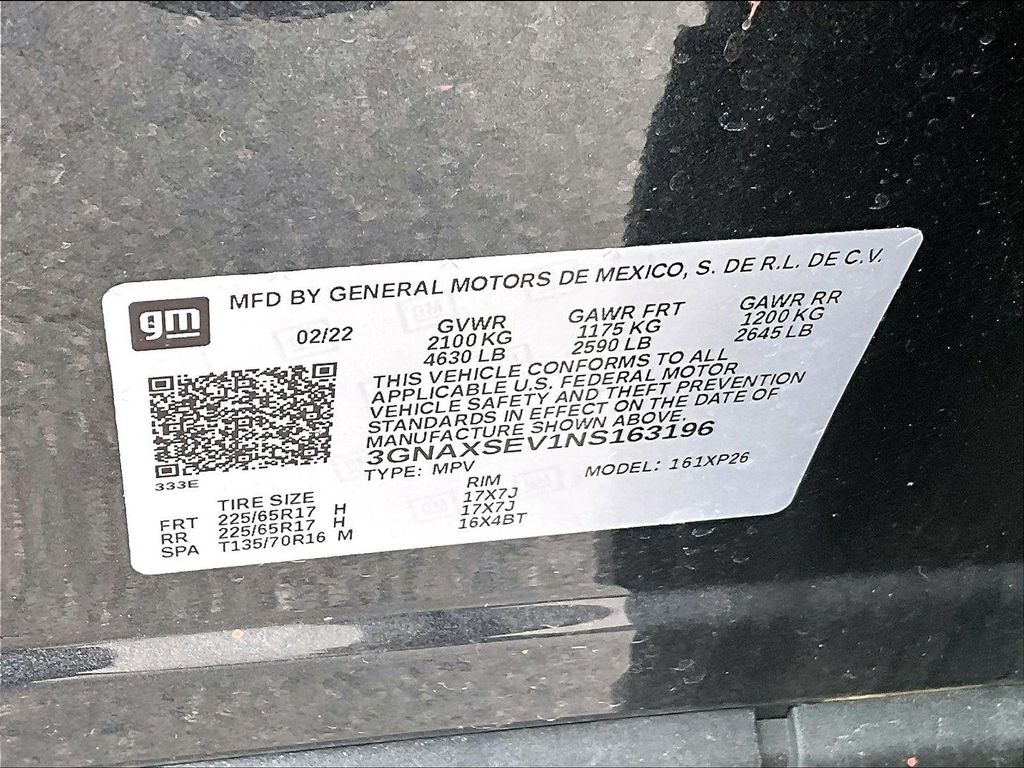 gm
MFD BY GENERAL MOTORS DE MEXICO, S. DE R.L. DE C.V.
02/22 GVWR GAWR FRT GAWR RR
2100 KG 1175 KG 1200 KG
4630 LB 2590 LB 2645 LB
THIS VEHICLE CONFORMS TO ALL
APPLICABLE U.S. FEDERAL MOTOR
VEHICLE SAFETY AND THEFT PREVENTION
STANDARDS IN EFFECT ON THE DATE OF
MANUFACTURE SHOWN ABOVE.
3GNAXSEV1NS163196
TYPE: MPV MODEL: 161XP26
333E
TIRE SIZE RIM
FRT 225/65R17 H 17X7J
RR 225/65R17 H 17X7J
SPA T135/70R16 M 16X4BT